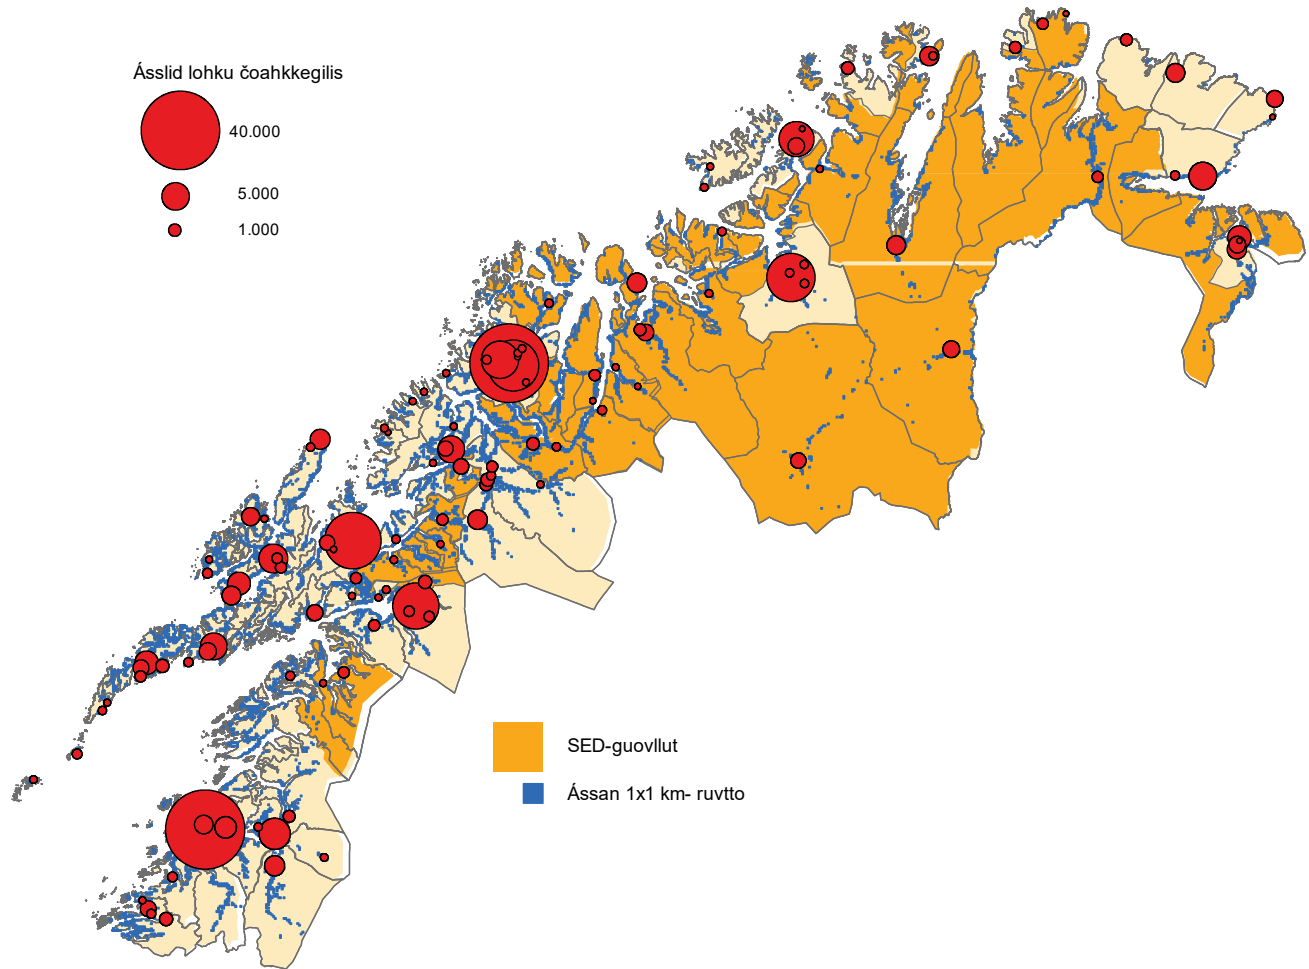 Ásslid lohku čoahkkegilis
40.000
5.000
1.000
SED-guovllut
Ássan 1x1 km- ruvtto